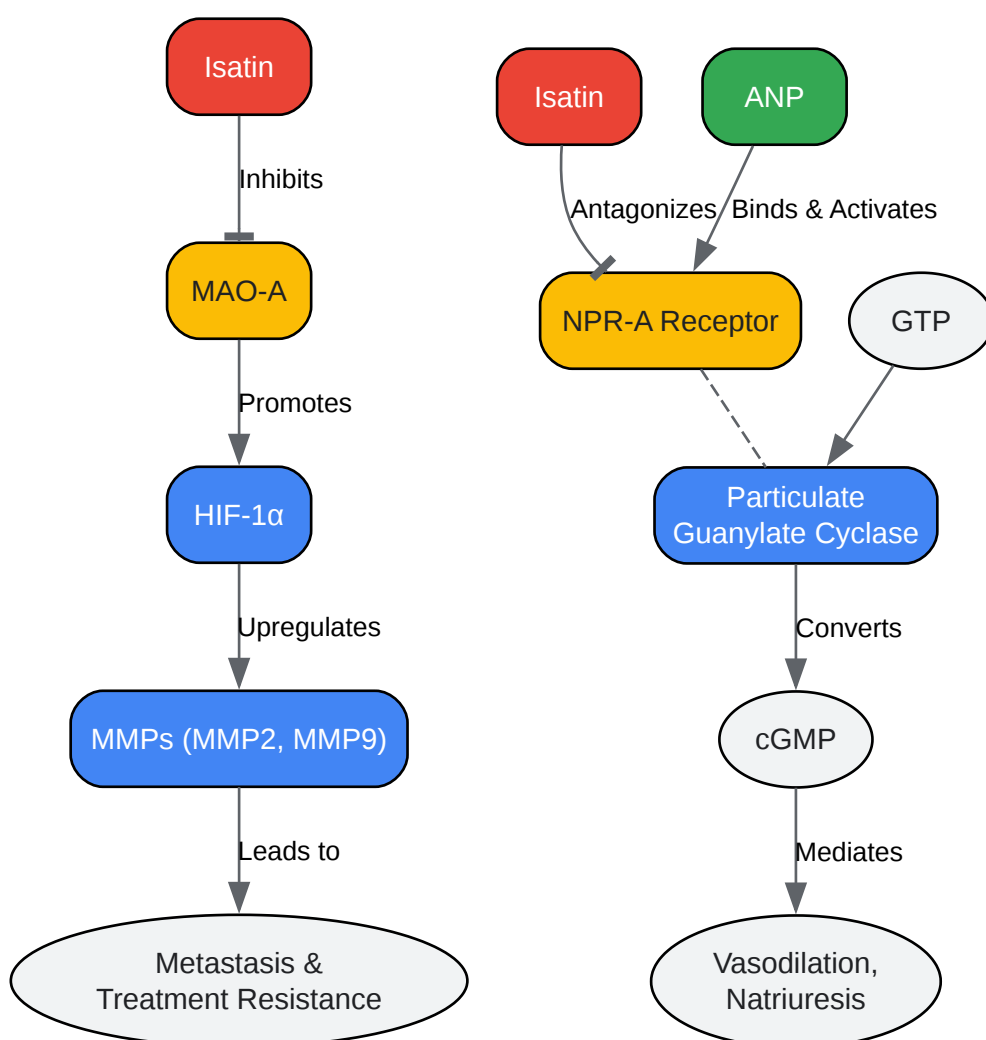 Isatin
Inhibits
MAO-A
Promotes
HIF-1α
Upregulates
MMPs (MMP2, MMP9)
Leads to
Metastasis &
Treatment Resistance
Isatin
ANP
Antagonizes
Binds & Activates
NPR-A Receptor
GTP
Particulate
Guanylate Cyclase
Converts
cGMP
Mediates
Vasodilation,
Natriuresis